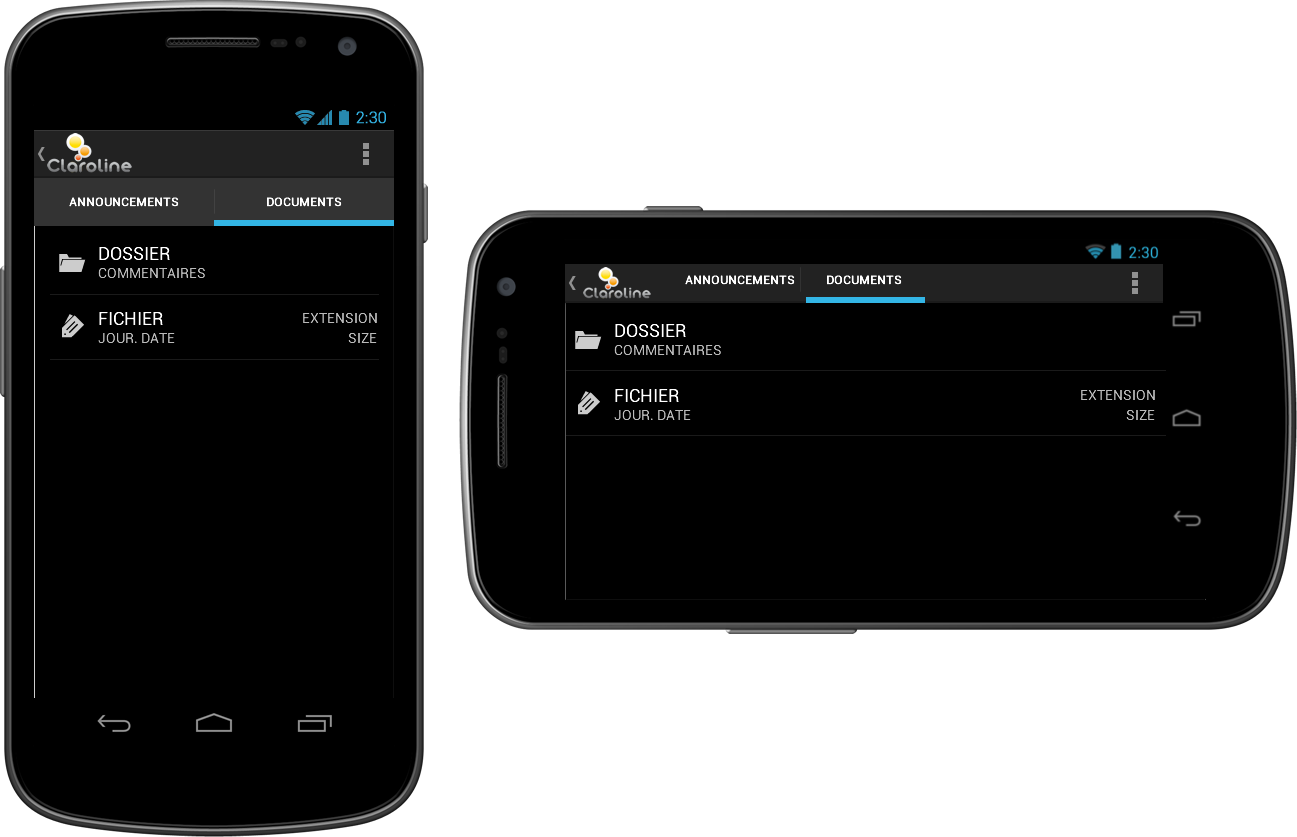 2:30
Claroline
ANNOUNCEMENTS DOCUMENTS
DOSSIER
COMMENTAIRES
FICHIER EXTENSION
JOUR. DATE SIZE
2:30
Claroline ANNOUNCEMENTS DOCUMENTS
DOSSIER
COMMENTAIRES
FICHIER EXTENSION
JOUR. DATE SIZE